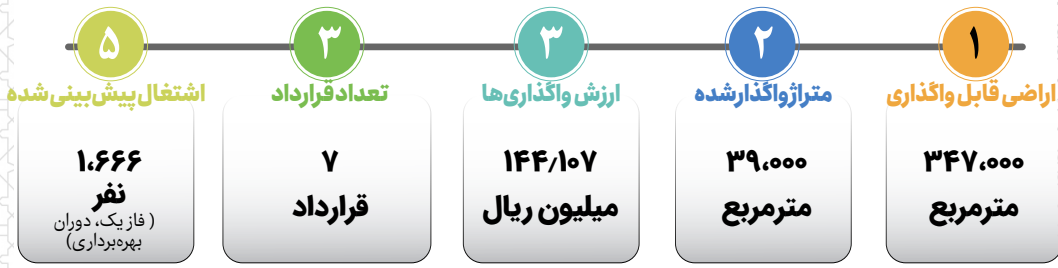 ۱
اراضی قابل واگذاری
۳۴۷،۰۰۰
مترمربع
۲
متراژ واگذار شده
۳۹،۰۰۰
مترمربع
۳
ارزش واگذاری‌ها
۱۴۴٫۱۰۷
میلیون ریال
۳
تعداد قرارداد
۷
قرارداد
۵
اشتغال پیش‌بینی شده
۱،۶۶۶
نفر
( فاز یک، دوران
بهره‌برداری)